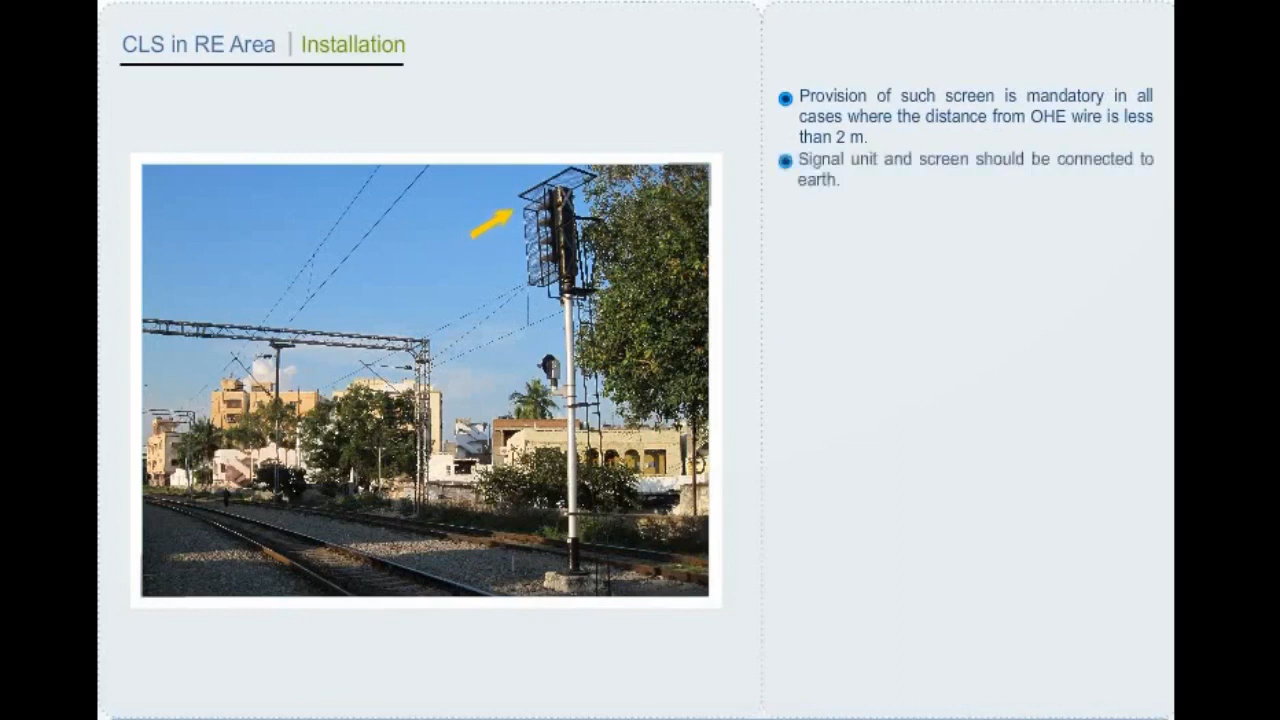 CLS in RE Area | Installation
Provision of such screen is mandatory in all
cases where the distance from OHE wire is less
than 2 m.
Signal unit and screen should be connected to
earth.